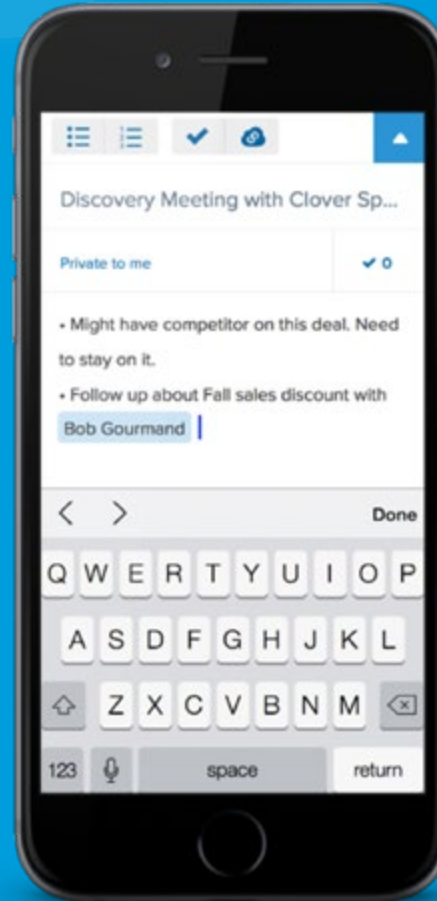 Discovery Meeting with Clover Sp...
Private to me
0
• Might have competitor on this deal. Need
to stay on it.
• Follow up about Fall sales discount with
Bob Gourmand
Done
Q W E R T Y U I O P
A S D F G H J K L
Z X C V B N M
123 space return